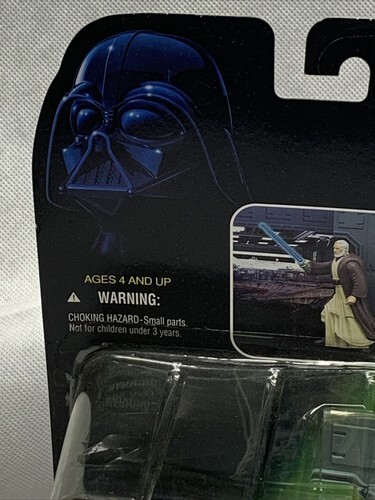 AGES 4 AND UP
⚠ WARNING:
CHOKING HAZARD-Small parts.
Not for children under 3 years.